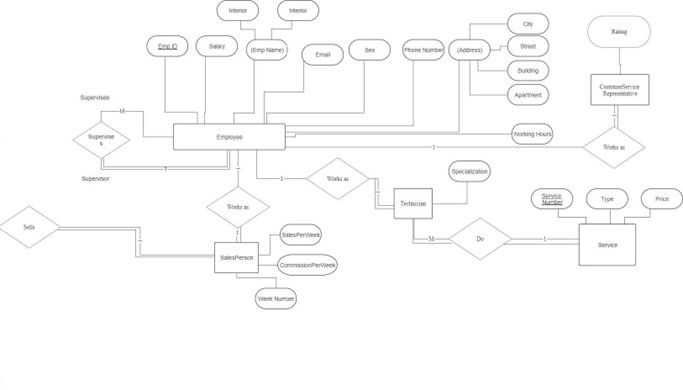 Interior
Interior
City
Rating
Emp ID
Salary
(Emp Name)
Email
Sex
Phone Number
(Address)
Street
Building
Apartment
CustomerService
Representative
Supervisee
M
Supervise
s
Employee
Working Hours
1
Works as
1
Supervisor
1
Works as
Specialization
Works as
Technician
Service
Number
Type
Price
Sells
1
SalesPerWeek
M
Do
1
Service
SalesPerson
CommissionPerWeek
Week Number